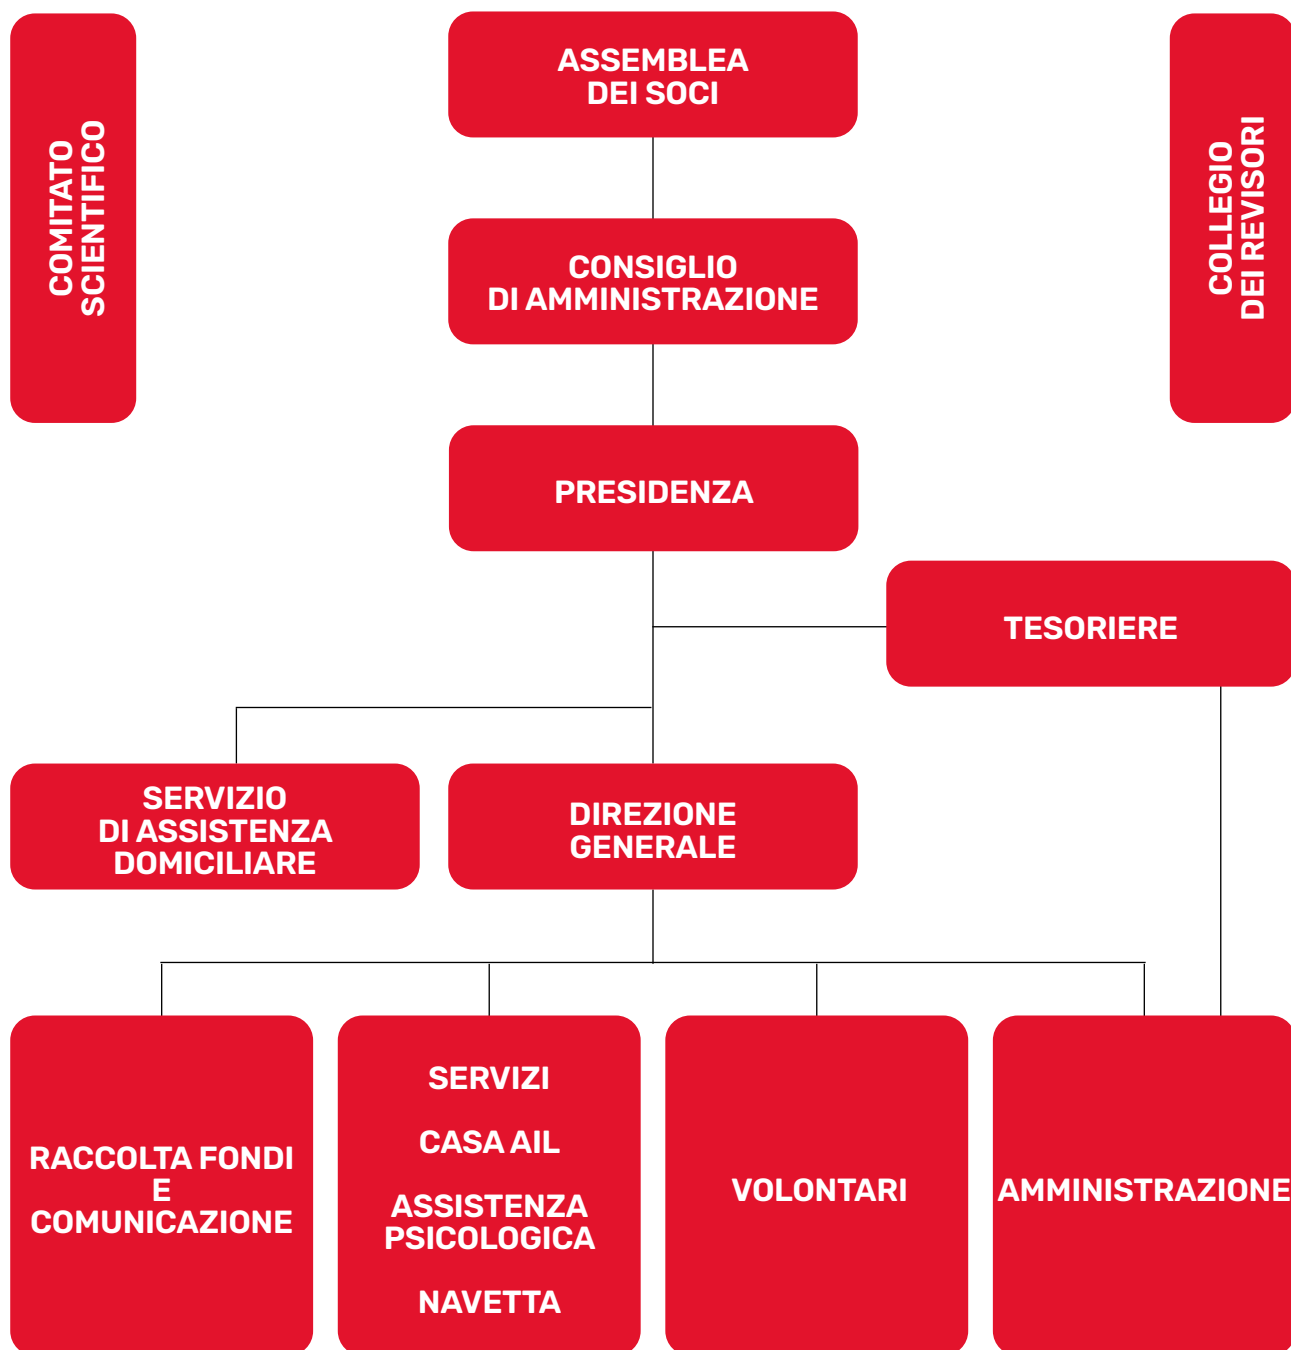 COMITATO
SCIENTIFICO
ASSEMBLEA
DEI SOCI
COLLEGIO
DEI REVISORI
CONSIGLIO
DI AMMINISTRAZIONE
PRESIDENZA
TESORIERE
SERVIZIO
DI ASSISTENZA
DOMICILIARE
DIREZIONE
GENERALE
RACCOLTA FONDI
E
COMUNICAZIONE
SERVIZI
CASA AIL
ASSISTENZA
PSICOLOGICA
NAVETTA
VOLONTARI
AMMINISTRAZIONE